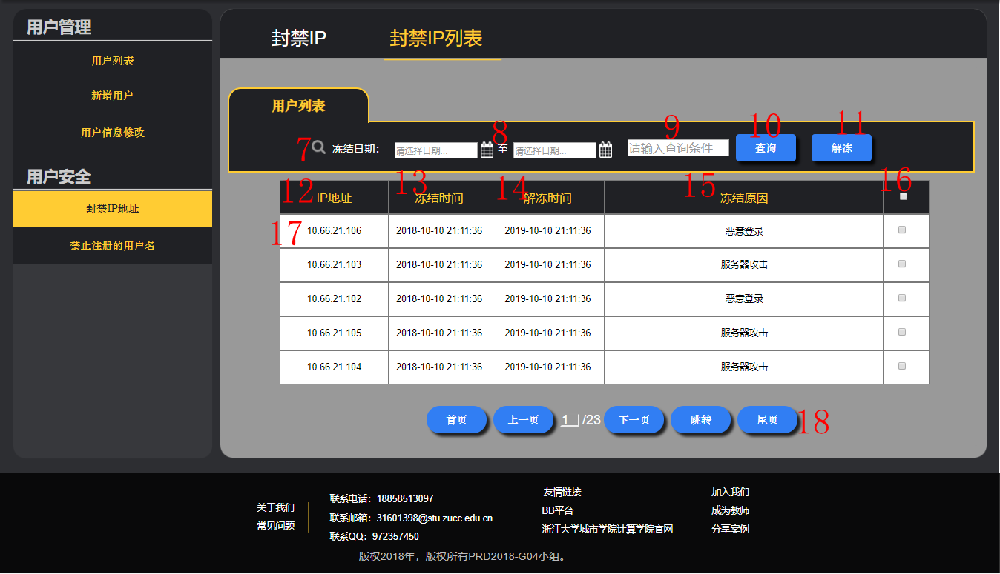 用户管理
用户列表
新增用户
用户信息修改
用户安全
封禁IP地址
禁止注册的用户名
封禁IP 封禁IP列表
用户列表
7 冻结日期: 请选择日期... 8 至 请选择日期... 9 请输入查询条件 10 查询 11 解冻
12 IP地址 13 冻结时间 14 解冻时间 15 冻结原因 16
17 10.66.21.106 2018-10-10 21:11:36 2019-10-10 21:11:36 恶意登录
10.66.21.103 2018-10-10 21:11:36 2019-10-10 21:11:36 服务器攻击
10.66.21.102 2018-10-10 21:11:36 2019-10-10 21:11:36 恶意登录
10.66.21.105 2018-10-10 21:11:36 2019-10-10 21:11:36 服务器攻击
10.66.21.104 2018-10-10 21:11:36 2019-10-10 21:11:36 服务器攻击
首页 上一页 1 /23 下一页 跳转 尾页 18
关于我们
常见问题
联系电话：18858513097
联系邮箱：31601398@stu.zucc.edu.cn
联系QQ：972357450
友情链接
BB平台
浙江大学城市学院计算学院官网
加入我们
成为教师
分享案例
版权2018年，版权所有PRD2018-G04小组。